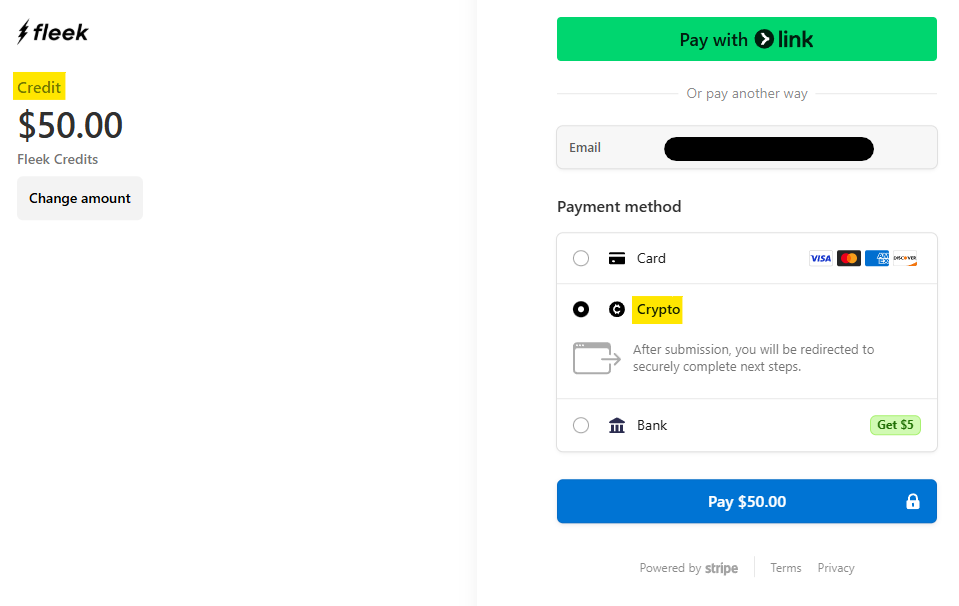 fleek
Credit
$50.00
Fleek Credits
Change amount
Pay with link
Or pay another way
Email
Payment method
Card VISA AMEX DISCOVER
Crypto
After submission, you will be redirected to
securely complete next steps.
Bank Get $5
Pay $50.00
Powered by stripe Terms Privacy